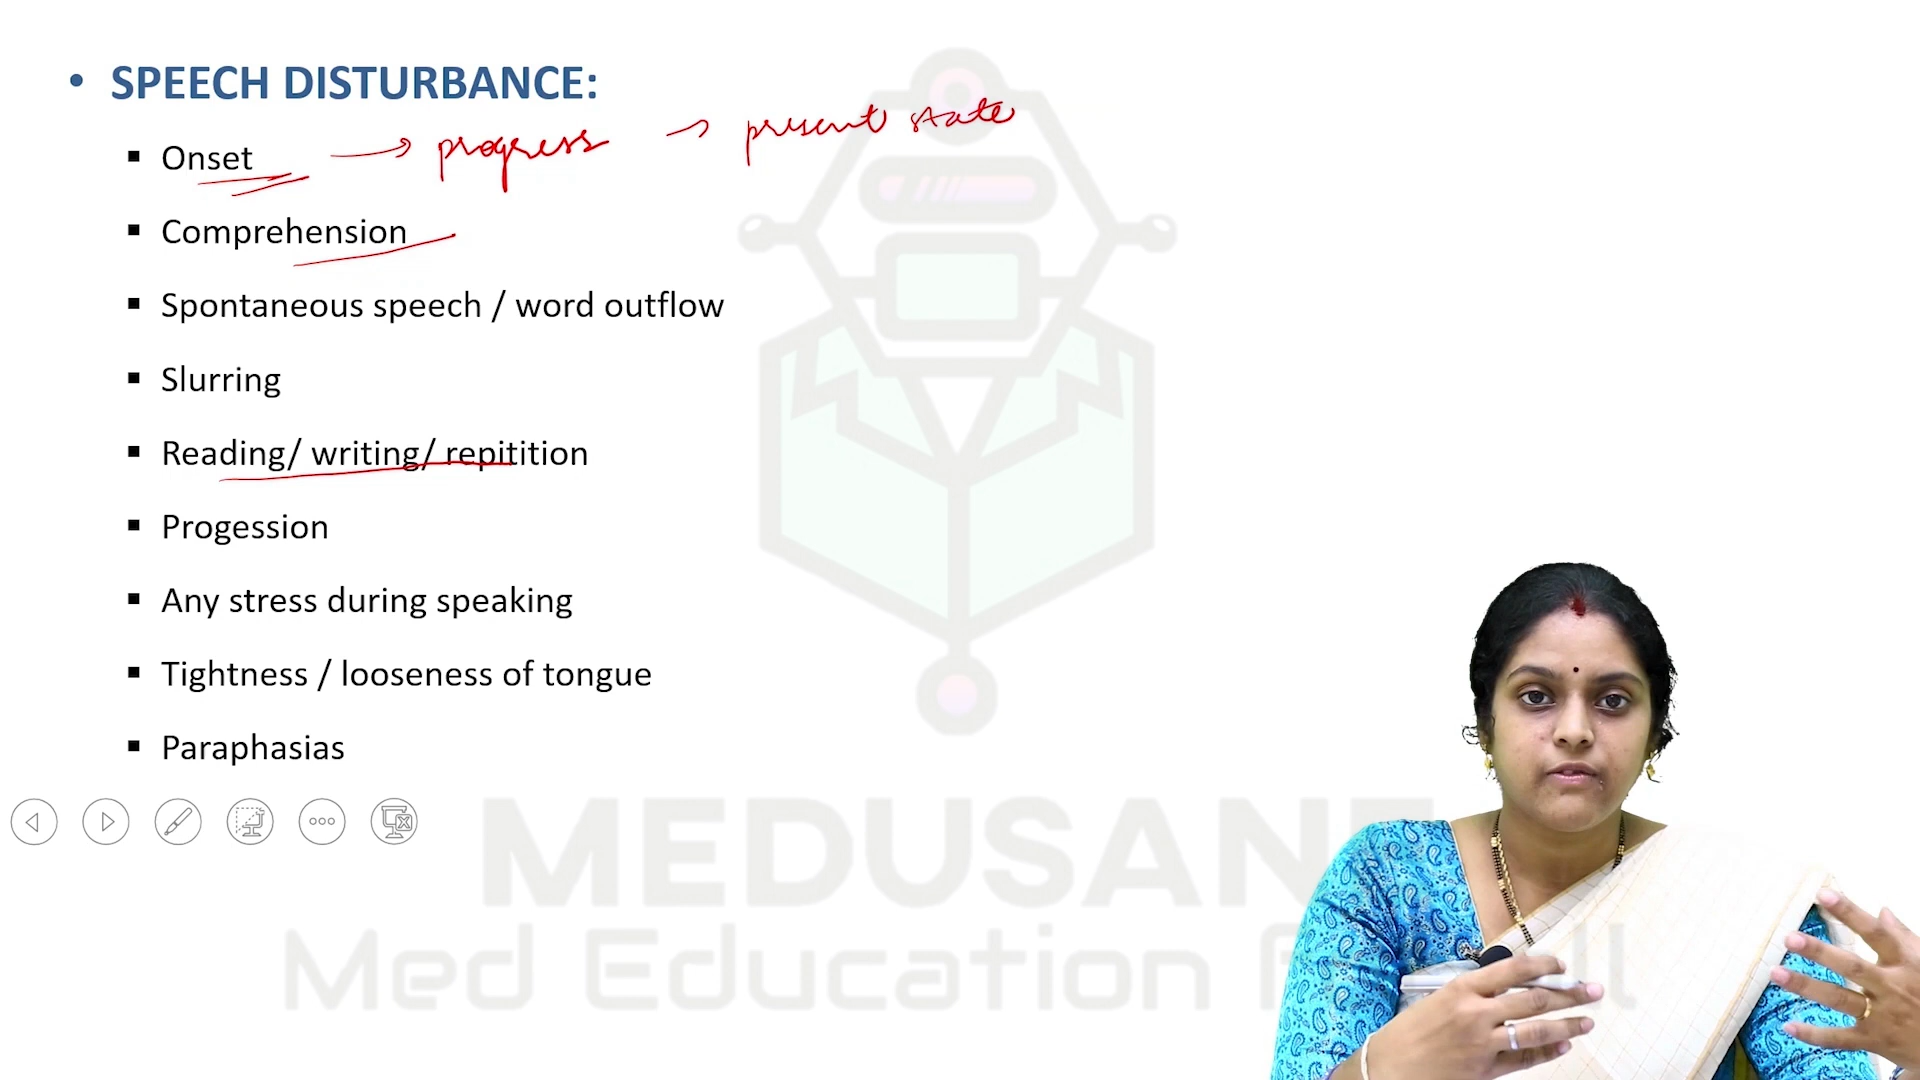 • SPEECH DISTURBANCE:
▪ Onset → progress → present state
▪ Comprehension
▪ Spontaneous speech / word outflow
▪ Slurring
▪ Reading/ writing/ repitition
▪ Progession
▪ Any stress during speaking
▪ Tightness / looseness of tongue
▪ Paraphasias
MEDUSANE
Med Education